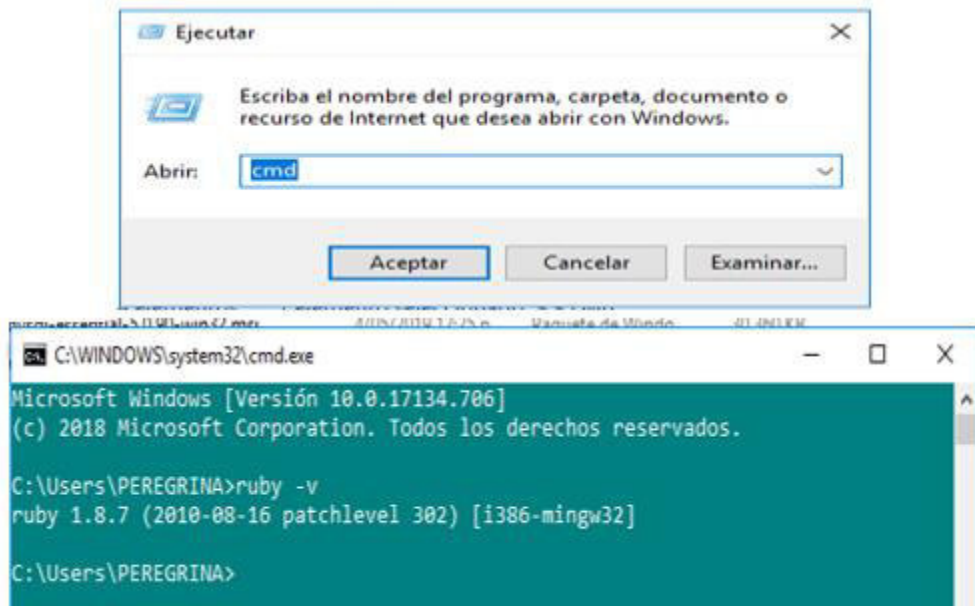 Ejecutar
Escriba el nombre del programa, carpeta, documento o
recurso de Internet que desea abrir con Windows.
Abrir:
cmd
Aceptar
Cancelar
Examinar...
C:\WINDOWS\system32\cmd.exe
Microsoft Windows [Versión 10.0.17134.706]
(c) 2018 Microsoft Corporation. Todos los derechos reservados.
C:\Users\PEREGRINA>ruby -v
ruby 1.8.7 (2010-08-16 patchlevel 302) [i386-mingw32]
C:\Users\PEREGRINA>